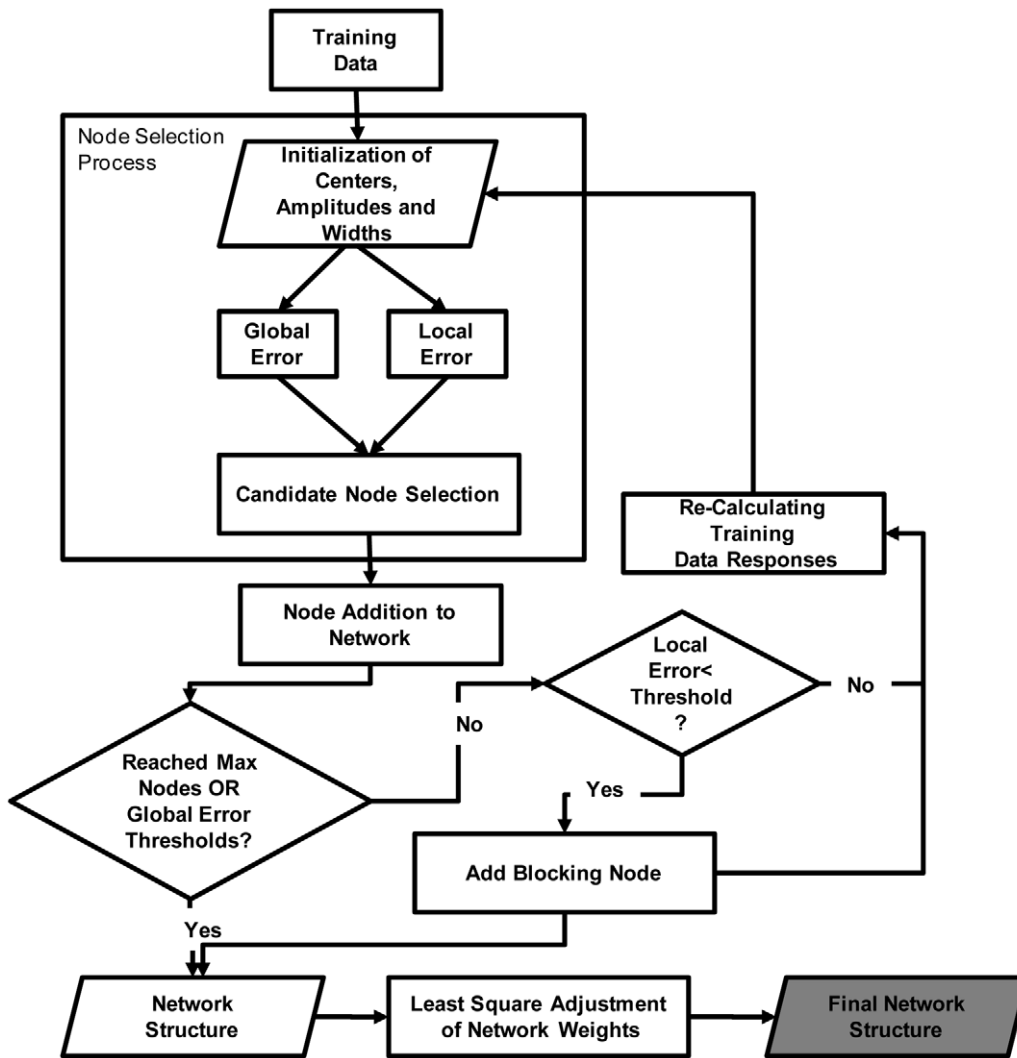 Training
Data
Node Selection
Process
Initialization of
Centers,
Amplitudes and
Widths
Global
Error
Local
Error
Candidate Node Selection
Re-Calculating
Training
Data Responses
Node Addition to
Network
Local
Error<
Threshold
?
No
No
Reached Max
Nodes OR
Global Error
Thresholds?
Yes
Add Blocking Node
Yes
Network
Structure
Least Square Adjustment
of Network Weights
Final Network
Structure